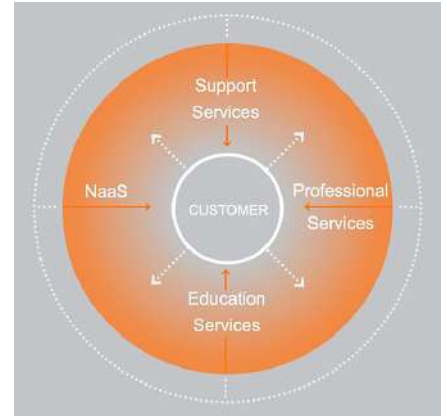 Support
Services
NaaS
CUSTOMER
Professional
Services
Education
Services